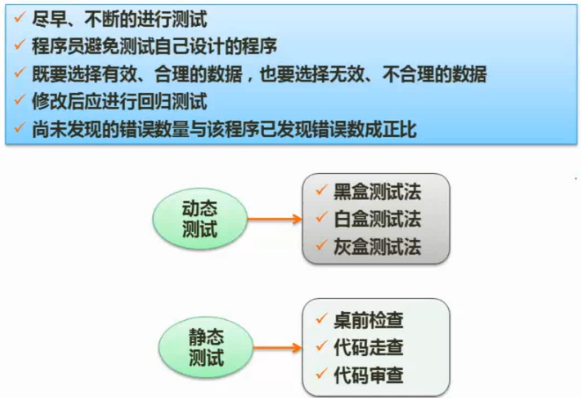 尽早、不断的进行测试
程序员避免测试自己设计的程序
既要选择有效、合理的数据，也要选择无效、不合理的数据
修改后应进行回归测试
尚未发现的错误数量与该程序已发现错误数成正比
动态
测试
黑盒测试法
白盒测试法
灰盒测试法
静态
测试
桌前检查
代码走查
代码审查